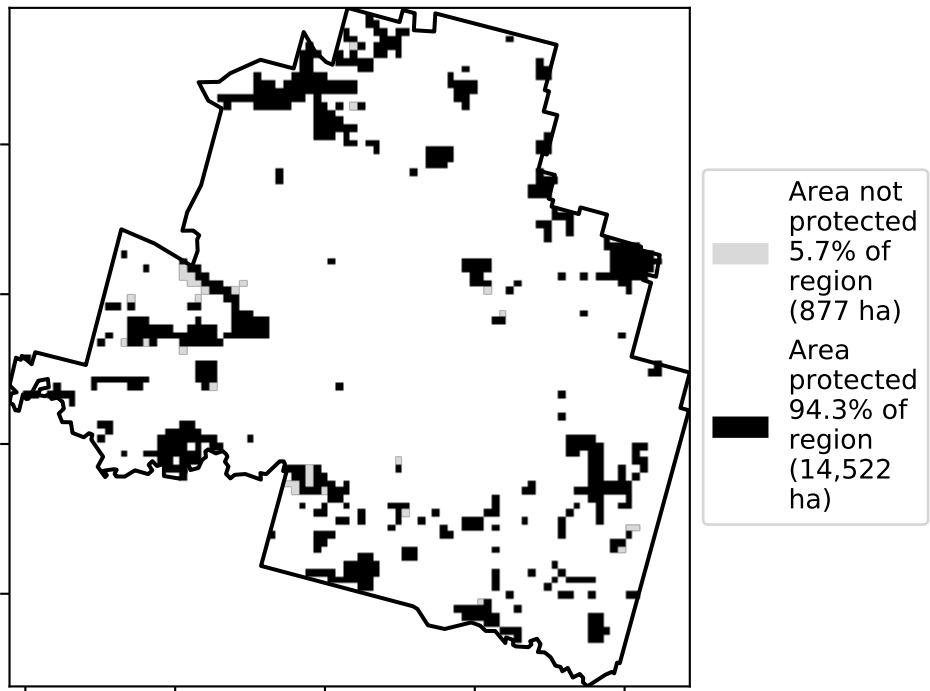 Area not
protected
5.7% of
region
(877 ha)
Area
protected
94.3% of
region
(14,522
ha)